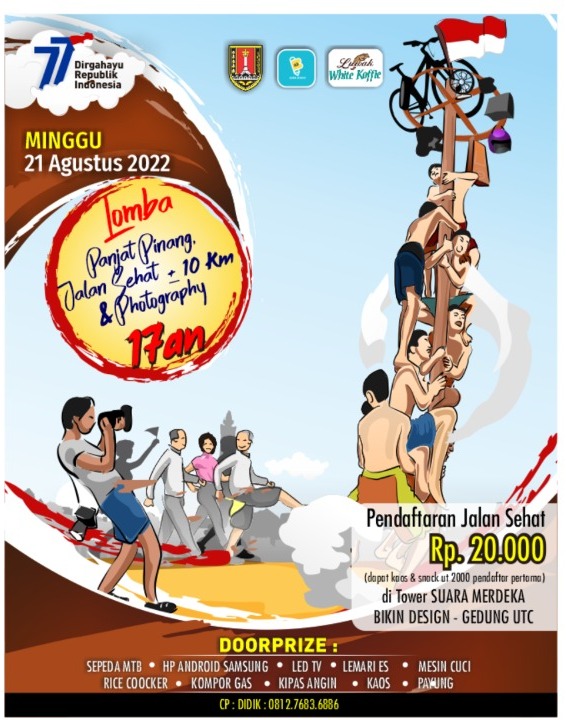 77 Dirgahayu
Republik
Indonesia
Luwak
White Koffie
MINGGU
21 Agustus 2022
Lomba
Panjat Pinang,
Jalan Sehat ± 10 Km
& Photography
17an
Pendaftaran Jalan Sehat
Rp. 20.000
(dapat kaos & snack ut 2000 pendaftar pertama)
di Tower SUARA MERDEKA
BIKIN DESIGN - GEDUNG UTC
DOORPRIZE :
SEPEDA MTB • HP ANDROID SAMSUNG • LED TV • LEMARI ES • MESIN CUCI
RICE COOCKER • KOMPOR GAS • KIPAS ANGIN • KAOS • PAYUNG
CP : DIDIK : 0812.7683.6886